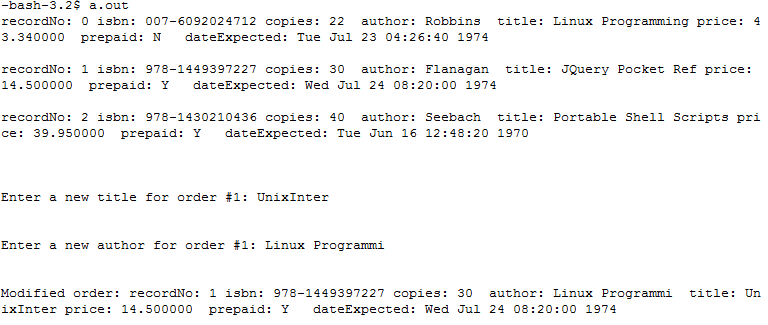 -bash-3.2$ a.out
recordNo: 0 isbn: 007-6092024712 copies: 22  author: Robbins  title: Linux Programming price: 4
3.340000  prepaid: N   dateExpected: Tue Jul 23 04:26:40 1974
recordNo: 1 isbn: 978-1449397227 copies: 30  author: Flanagan  title: JQuery Pocket Ref price:
14.500000  prepaid: Y   dateExpected: Wed Jul 24 08:20:00 1974
recordNo: 2 isbn: 978-1430210436 copies: 40  author: Seebach  title: Portable Shell Scripts pri
ce: 39.950000  prepaid: Y   dateExpected: Tue Jun 16 12:48:20 1970
Enter a new title for order #1: UnixInter
Enter a new author for order #1: Linux Programmi
Modified order: recordNo: 1 isbn: 978-1449397227 copies: 30  author: Linux Programmi  title: Un
ixInter price: 14.500000  prepaid: Y   dateExpected: Wed Jul 24 08:20:00 1974